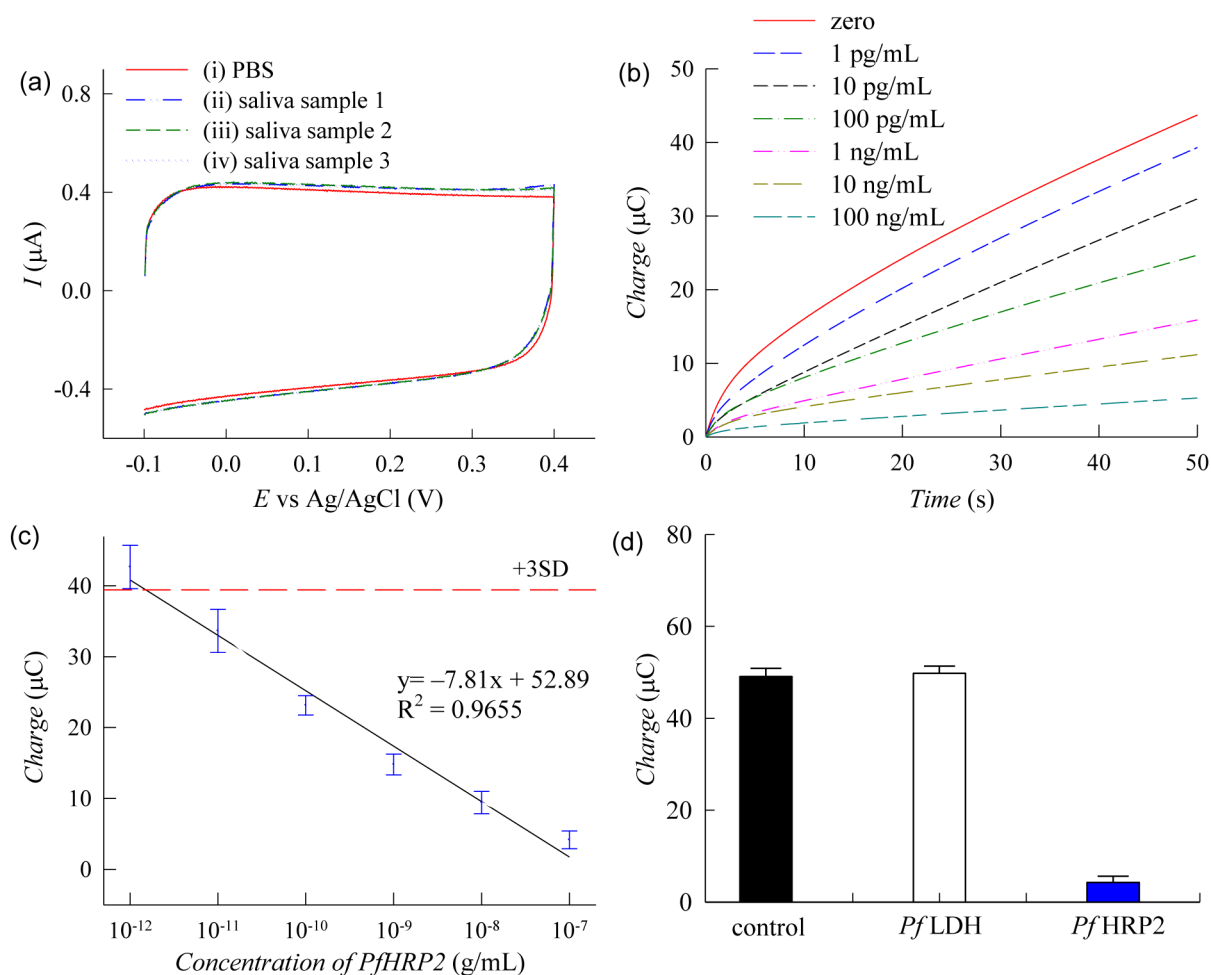 (a)
(i) PBS
(ii) saliva sample 1
(iii) saliva sample 2
(iv) saliva sample 3
0.8
0.4
0.0
-0.4
I (μA)
-0.1 0.0 0.1 0.2 0.3 0.4
E vs Ag/AgCl (V)
(b)
zero
1 pg/mL
10 pg/mL
100 pg/mL
1 ng/mL
10 ng/mL
100 ng/mL
50
40
30
20
10
0
Charge (μC)
0 10 20 30 40 50
Time (s)
(c)
+3SD
y= –7.81x + 52.89
R² = 0.9655
40
30
20
10
0
Charge (μC)
10⁻¹² 10⁻¹¹ 10⁻¹⁰ 10⁻⁹ 10⁻⁸ 10⁻⁷
Concentration of PfHRP2 (g/mL)
(d)
80
60
40
20
0
Charge (μC)
control Pf LDH Pf HRP2